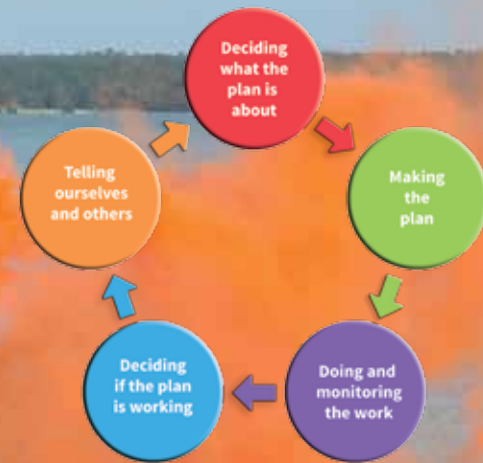 Deciding
what the
plan is
about
Making
the
plan
Doing and
monitoring
the work
Deciding
if the plan
is working
Telling
ourselves
and others